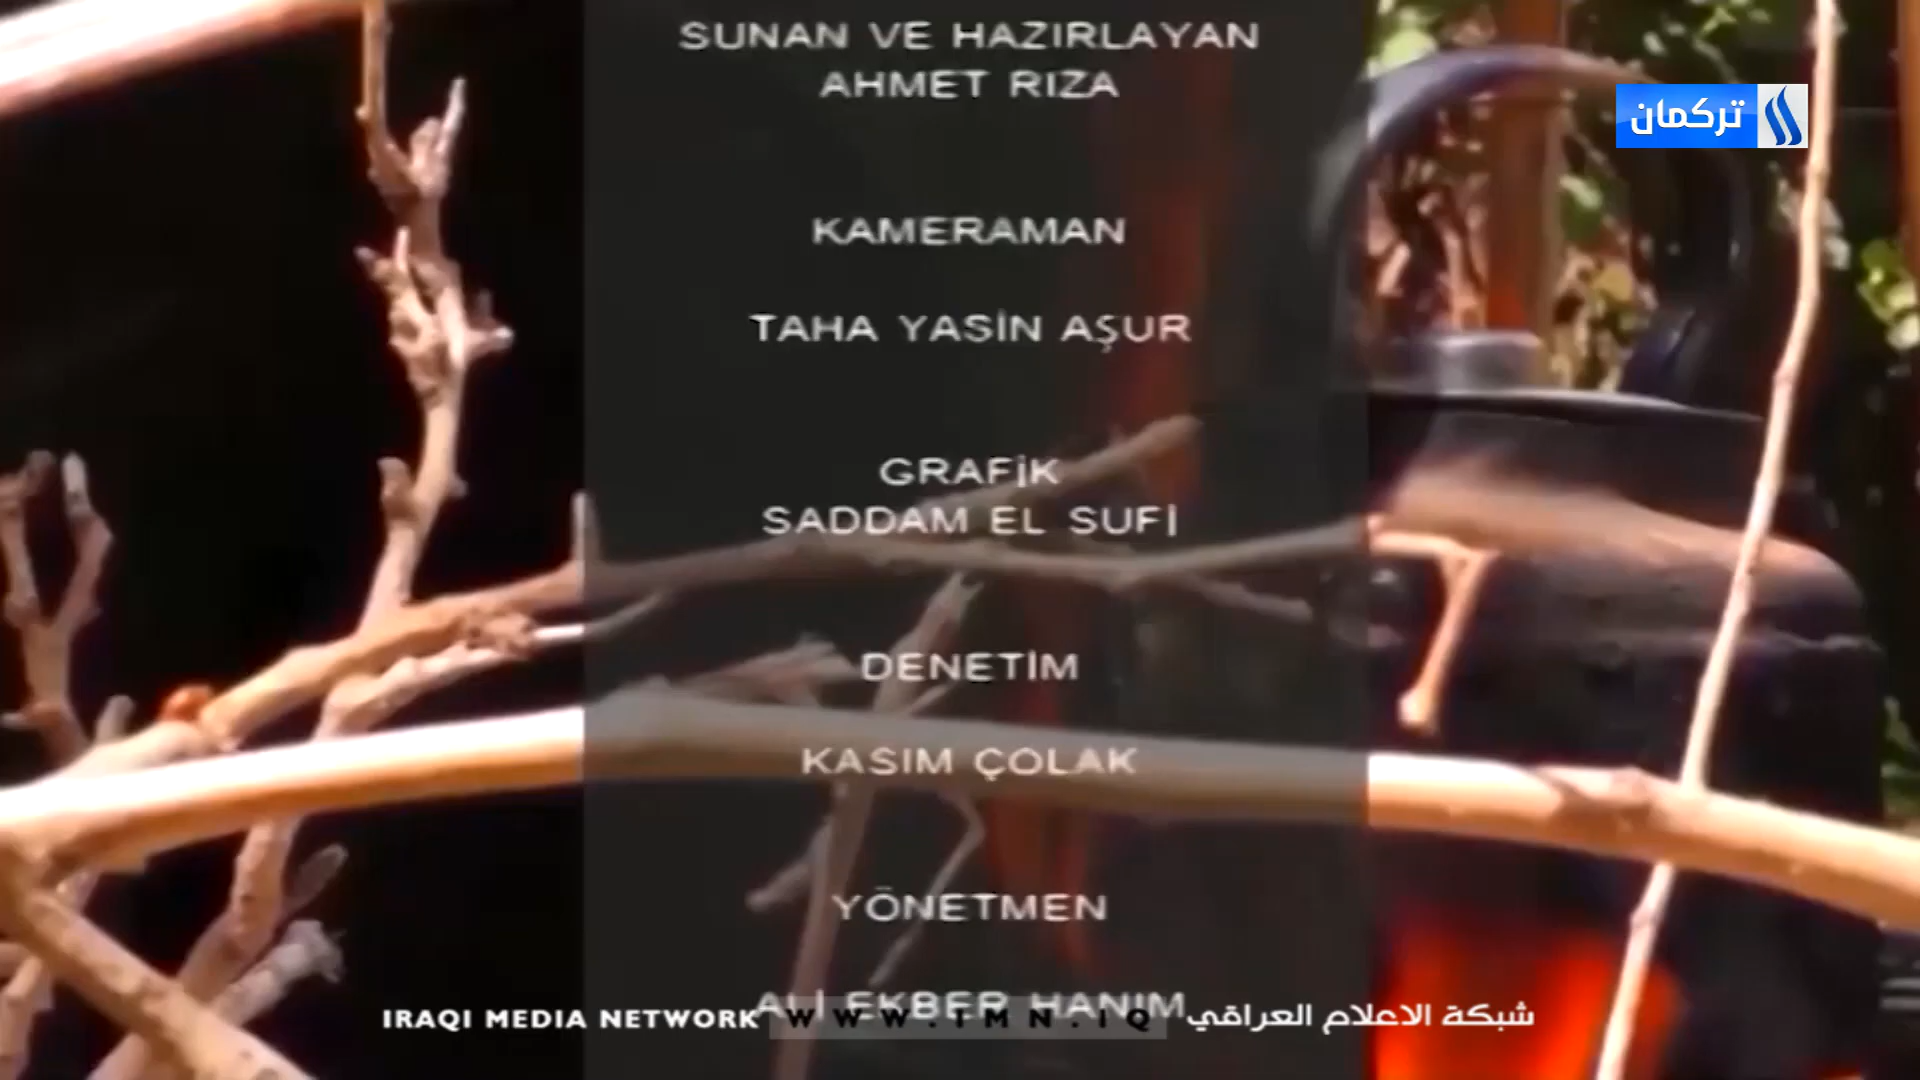 SUNAN VE HAZIRLAYAN
AHMET RIZA
تركمان
KAMERAMAN
TAHA YASİN AŞUR
GRAFİK
SADDAM EL SUFİ
DENETİM
KASIM ÇOLAK
YÖNETMEN
ALİ EKBER HANIM
IRAQI MEDIA NETWORK WWW.IMN.IQ شبكة الاعلام العراقي